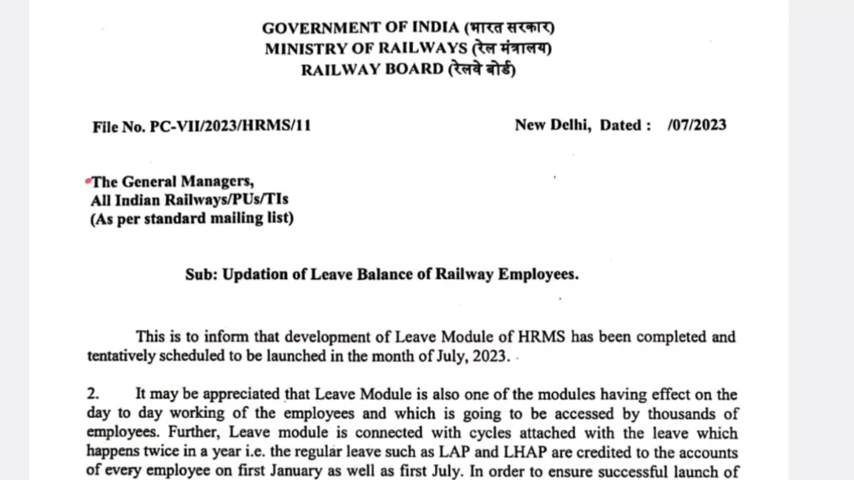 GOVERNMENT OF INDIA (भारत सरकार)
MINISTRY OF RAILWAYS (रेल मंत्रालय)
RAILWAY BOARD (रेलवे बोर्ड)
File No. PC-VII/2023/HRMS/11 New Delhi, Dated : /07/2023
The General Managers,
All Indian Railways/PUs/TIs
(As per standard mailing list)
Sub: Updation of Leave Balance of Railway Employees.
This is to inform that development of Leave Module of HRMS has been completed and
tentatively scheduled to be launched in the month of July, 2023.
2. It may be appreciated that Leave Module is also one of the modules having effect on the
day to day working of the employees and which is going to be accessed by thousands of
employees. Further, Leave module is connected with cycles attached with the leave which
happens twice in a year i.e. the regular leave such as LAP and LHAP are credited to the accounts
of every employee on first January as well as first July. In order to ensure successful launch of